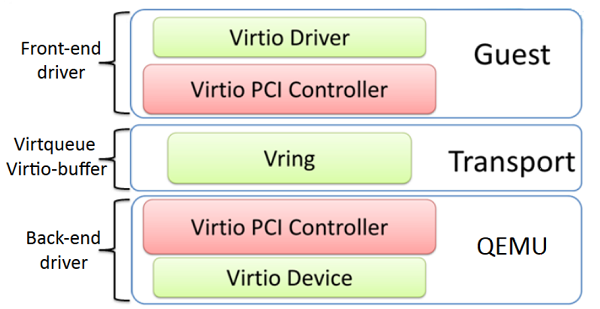 Front-end
driver
Virtio Driver
Virtio PCI Controller
Guest
Virtqueue
Virtio-buffer
Vring
Transport
Back-end
driver
Virtio PCI Controller
Virtio Device
QEMU